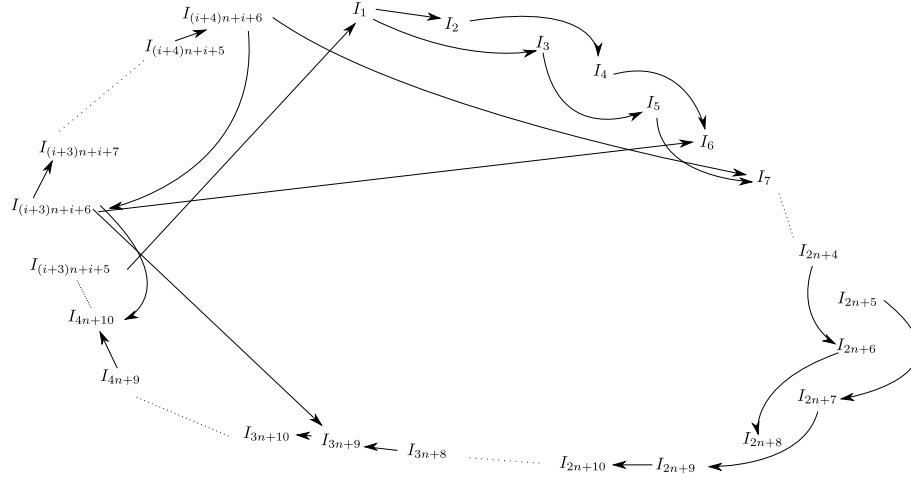 I_{(i+4)n+i+6}
I_1
I_2
I_{(i+4)n+i+5}
I_3
I_4
I_5
I_6
I_{(i+3)n+i+7}
I_7
I_{(i+3)n+i+6}
I_{2n+4}
I_{(i+3)n+i+5}
I_{2n+5}
I_{4n+10}
I_{2n+6}
I_{4n+9}
I_{2n+7}
I_{3n+10}
I_{3n+9}
I_{2n+8}
I_{3n+8}
I_{2n+10}
I_{2n+9}